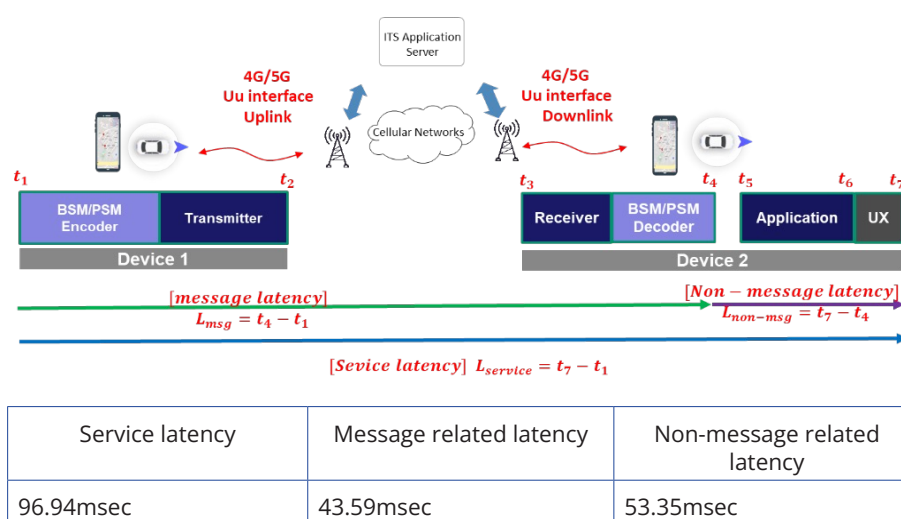 ITS Application
Server
4G/5G
Uu interface
Uplink
4G/5G
Uu interface
Downlink
Cellular Networks
t1
t2
t3
t4
t5
t6
t7
BSM/PSM
Encoder
Transmitter
Receiver
BSM/PSM
Decoder
Application
UX
Device 1
Device 2
[message latency]
Lmsg = t4 − t1
[Non − message latency]
Lnon−msg = t7 − t4
[Sevice latency] Lservice = t7 − t1
Service latency
Message related latency
Non-message related
latency
96.94msec
43.59msec
53.35msec